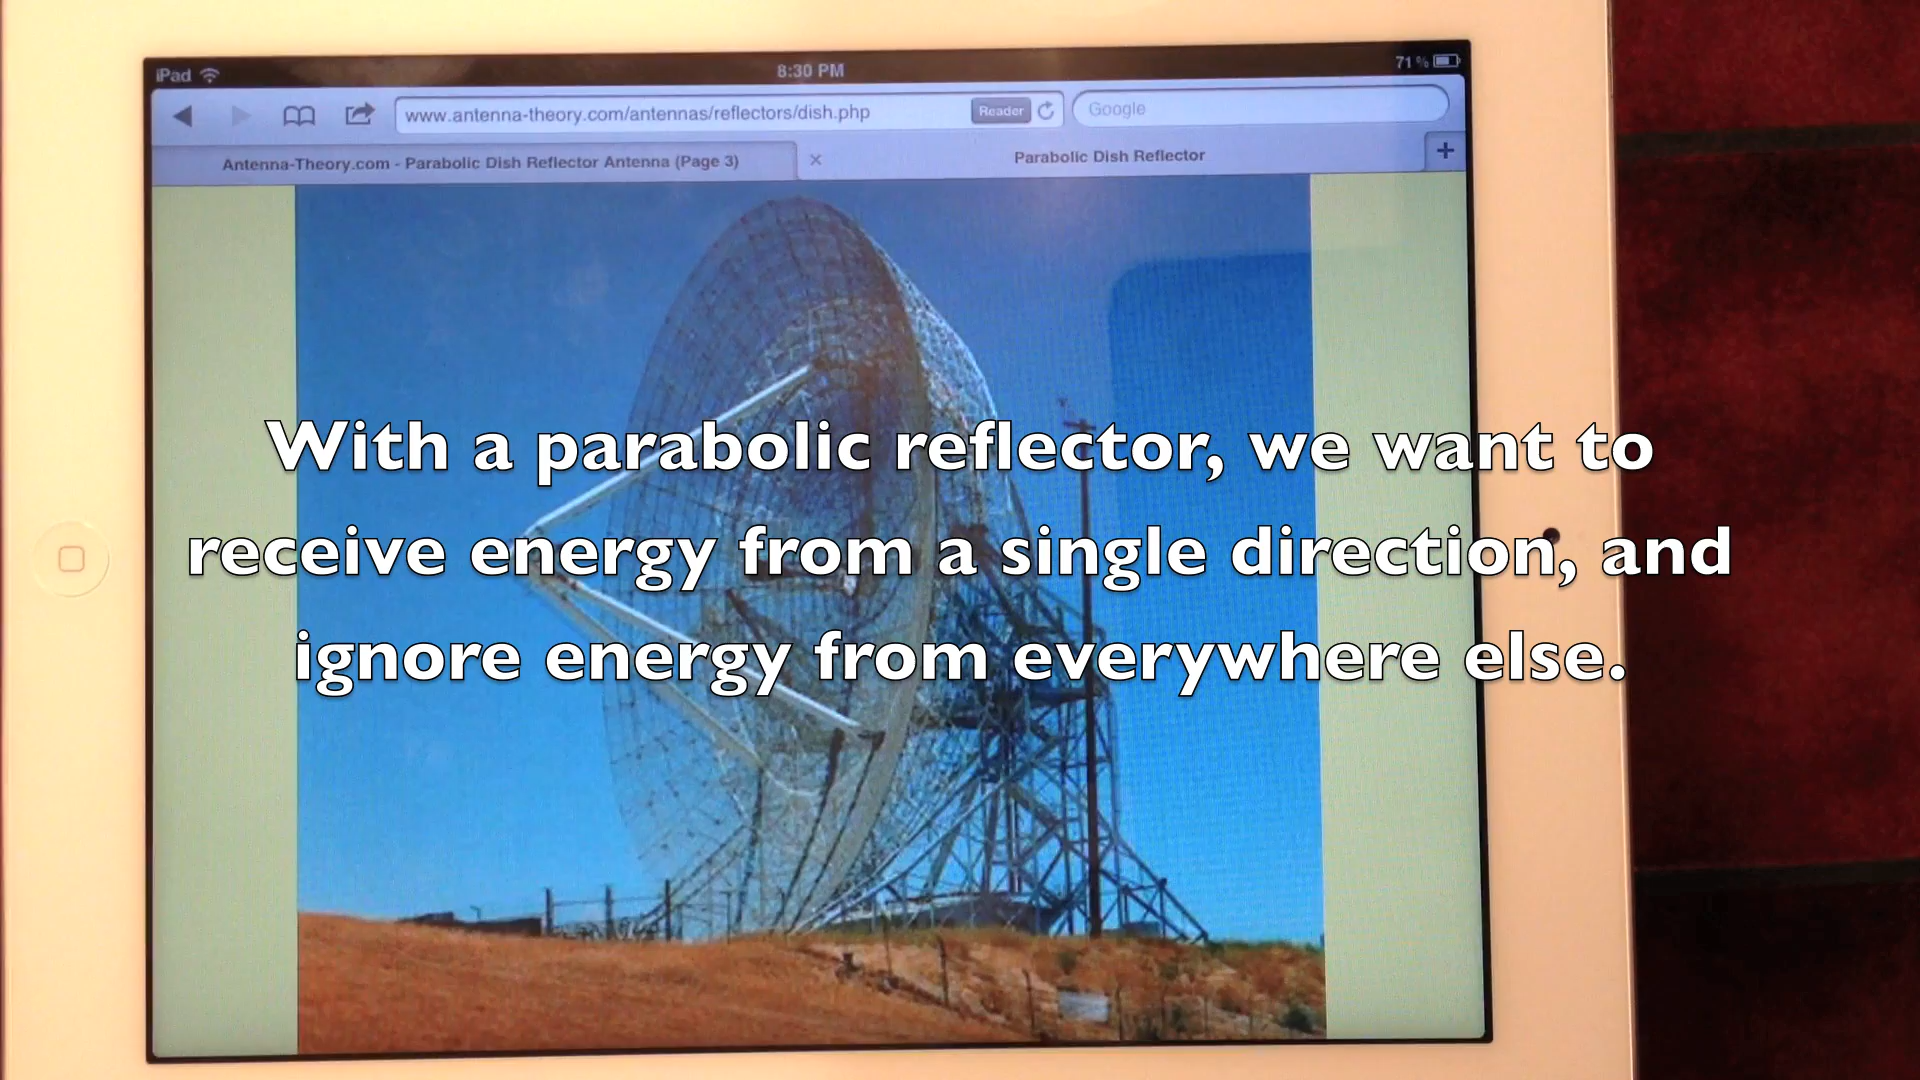 iPad
8:30 PM
71%
www.antenna-theory.com/antennas/reflectors/dish.php
Reader
Google
Antenna-Theory.com - Parabolic Dish Reflector Antenna (Page 3)
Parabolic Dish Reflector
With a parabolic reflector, we want to
receive energy from a single direction, and
ignore energy from everywhere else.